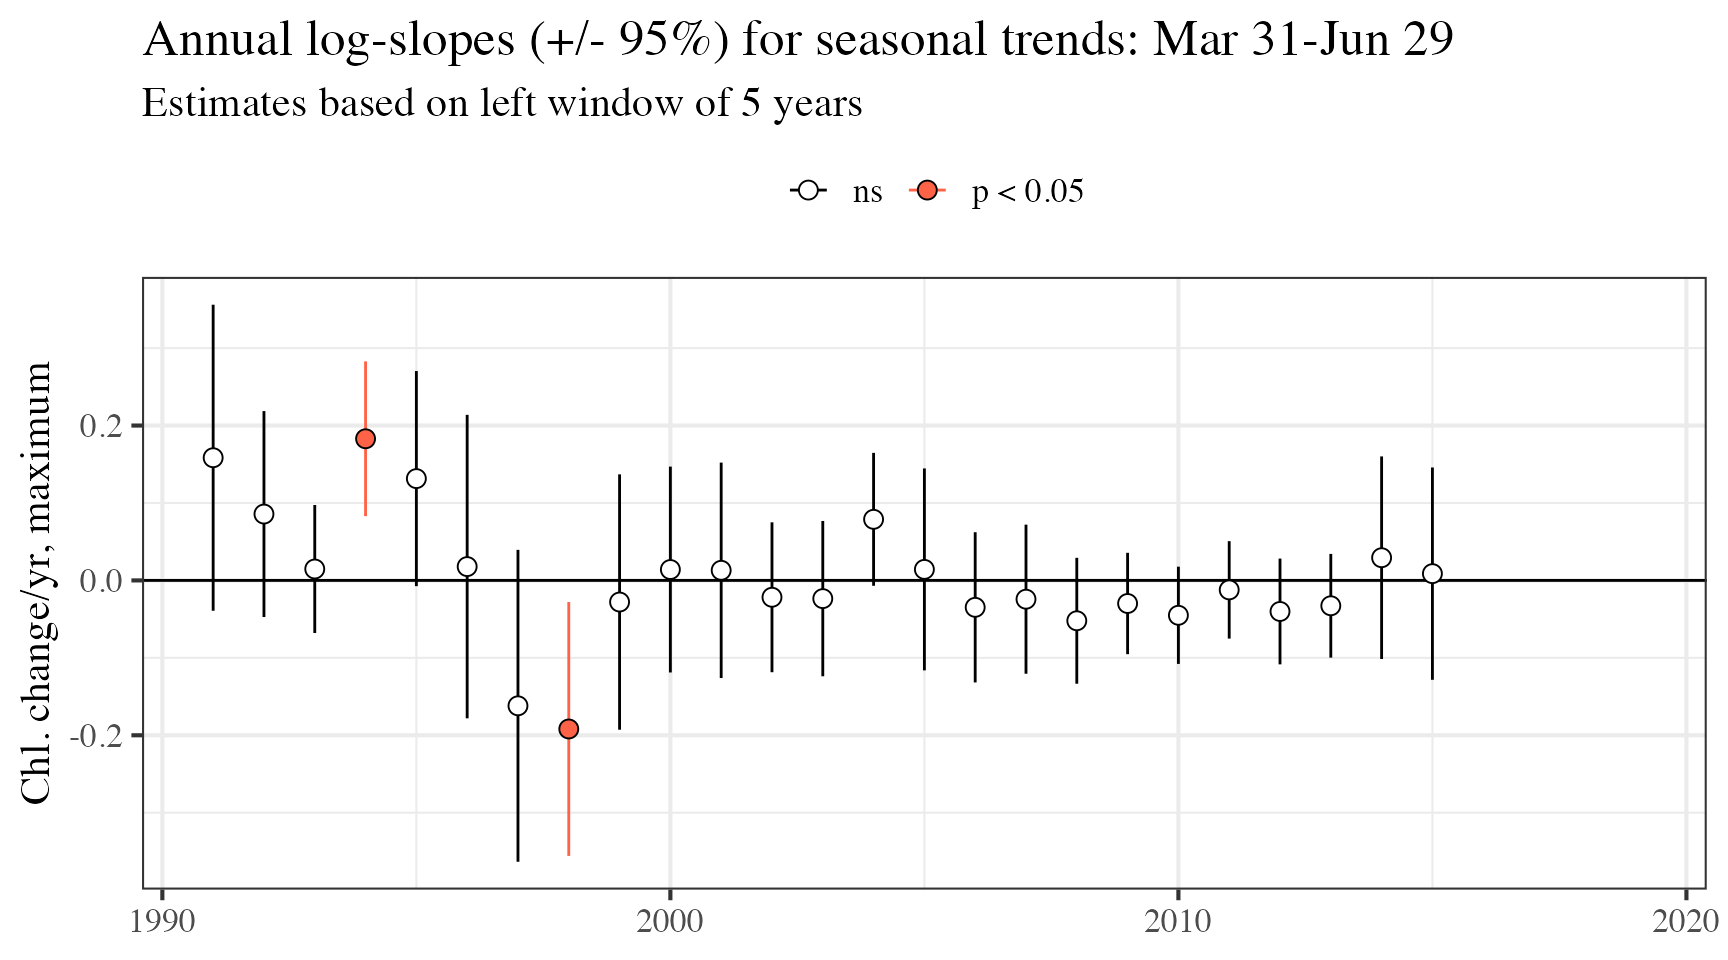 Annual log-slopes (+/- 95%) for seasonal trends: Mar 31-Jun 29
Estimates based on left window of 5 years
ns p < 0.05
Chl. change/yr, maximum
0.2
0.0
-0.2
1990 2000 2010 2020